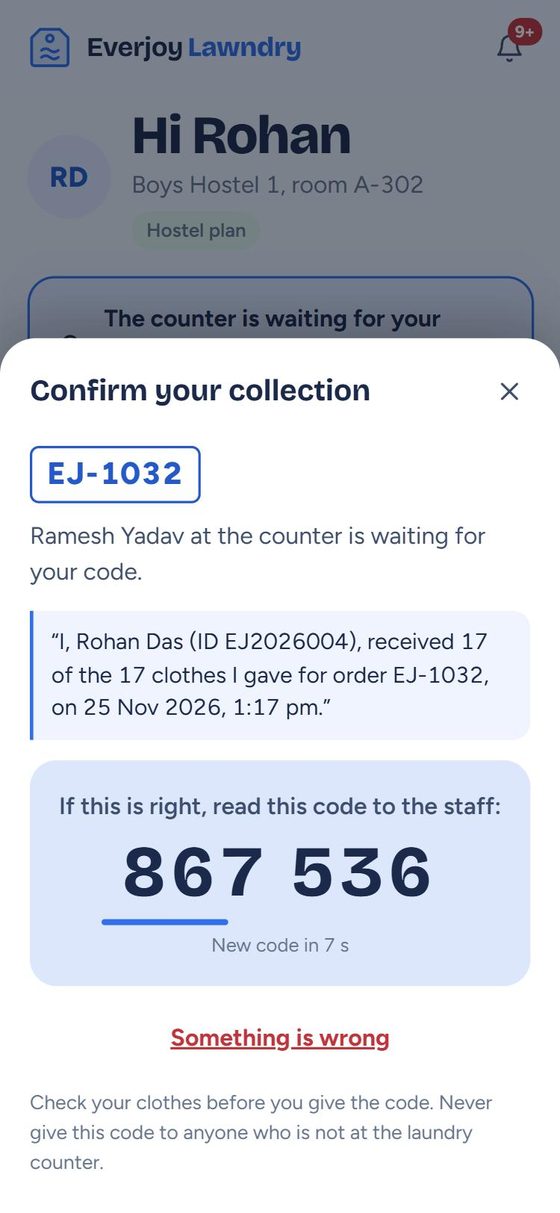 Everjoy Lawndry
9+
Hi Rohan
RD
Boys Hostel 1, room A-302
Hostel plan
The counter is waiting for your
Confirm your collection
EJ-1032
Ramesh Yadav at the counter is waiting for
your code.
“I, Rohan Das (ID EJ2026004), received 17
of the 17 clothes I gave for order EJ-1032,
on 25 Nov 2026, 1:17 pm.”
If this is right, read this code to the staff:
867 536
New code in 7 s
Something is wrong
Check your clothes before you give the code. Never
give this code to anyone who is not at the laundry
counter.